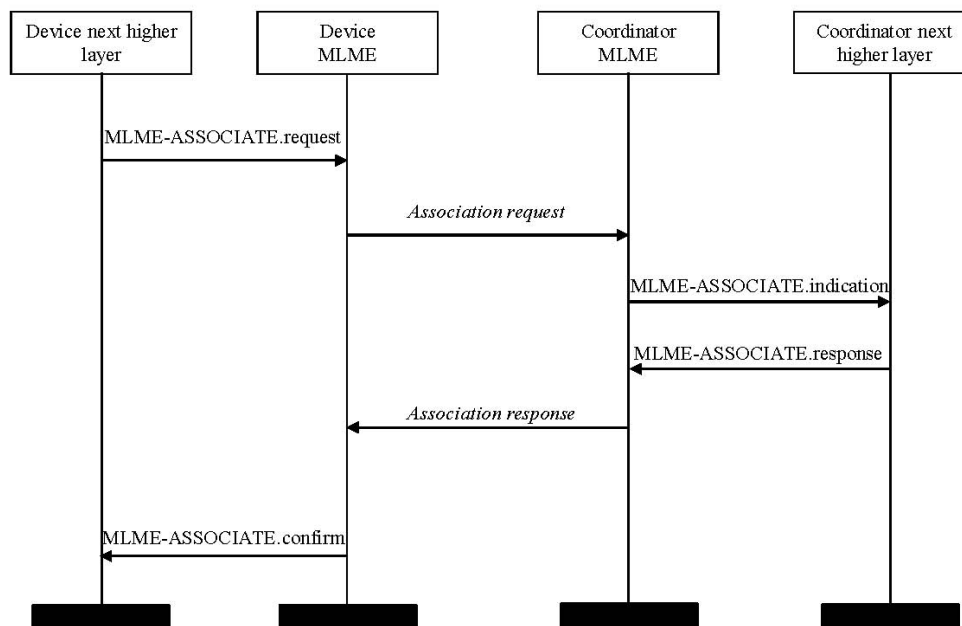 Device next higher
layer
Device
MLME
Coordinator
MLME
Coordinator next
higher layer
MLME-ASSOCIATE.request
Association request
MLME-ASSOCIATE.indication
MLME-ASSOCIATE.response
Association response
MLME-ASSOCIATE.confirm